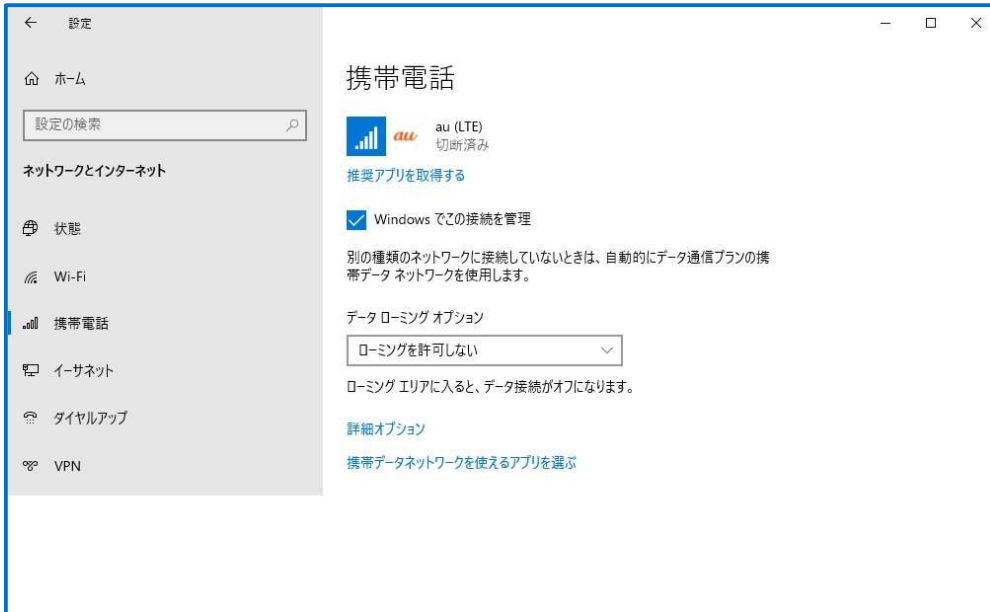 設定
ホーム
設定の検索
ネットワークとインターネット
状態
Wi-Fi
携帯電話
イーサネット
ダイヤルアップ
VPN
携帯電話
au
au (LTE)
切断済み
推奨アプリを取得する
Windows でこの接続を管理
別の種類のネットワークに接続していないときは、自動的にデータ通信プランの携
帯データ ネットワークを使用します。
データ ローミング オプション
ローミングを許可しない
ローミング エリアに入ると、データ接続がオフになります。
詳細オプション
携帯データネットワークを使えるアプリを選ぶ